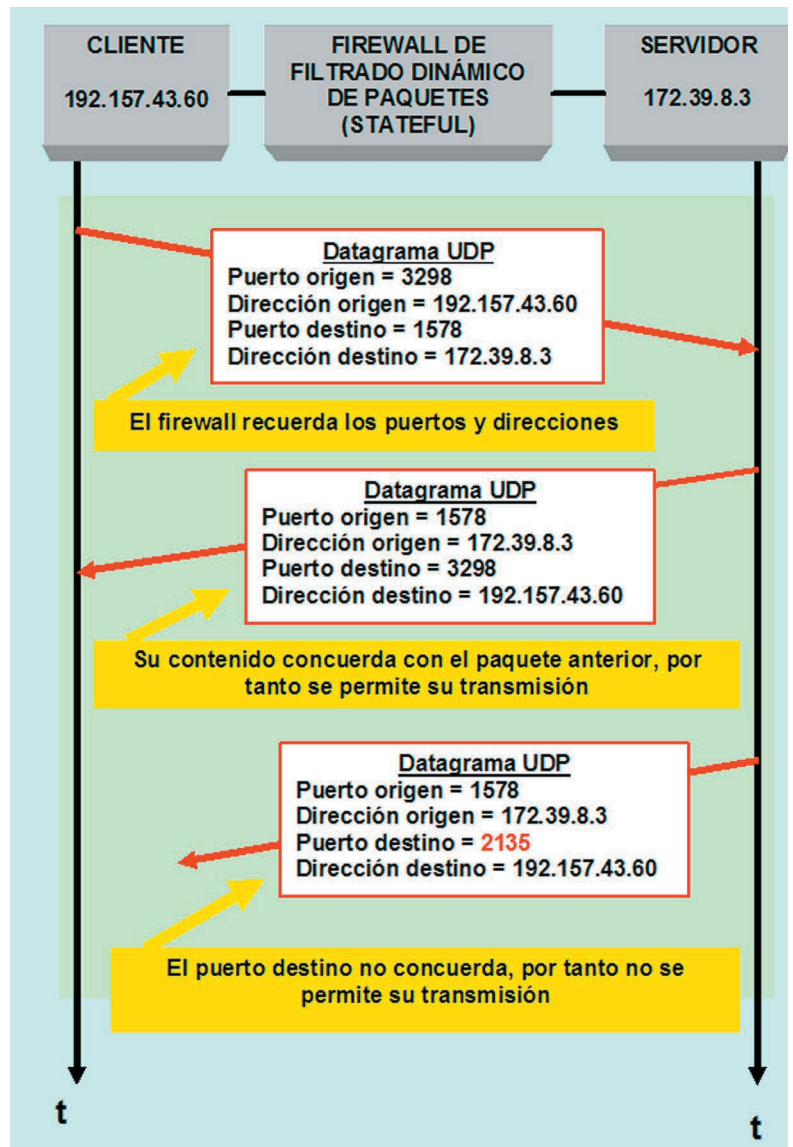 CLIENTE
192.157.43.60
FIREWALL DE
FILTRADO DINÁMICO
DE PAQUETES
(STATEFUL)
SERVIDOR
172.39.8.3
Datagrama UDP
Puerto origen = 3298
Dirección origen = 192.157.43.60
Puerto destino = 1578
Dirección destino = 172.39.8.3
El firewall recuerda los puertos y direcciones
Datagrama UDP
Puerto origen = 1578
Dirección origen = 172.39.8.3
Puerto destino = 3298
Dirección destino = 192.157.43.60
Su contenido concuerda con el paquete anterior, por
tanto se permite su transmisión
Datagrama UDP
Puerto origen = 1578
Dirección origen = 172.39.8.3
Puerto destino = 2135
Dirección destino = 192.157.43.60
El puerto destino no concuerda, por tanto no se
permite su transmisión
t
t